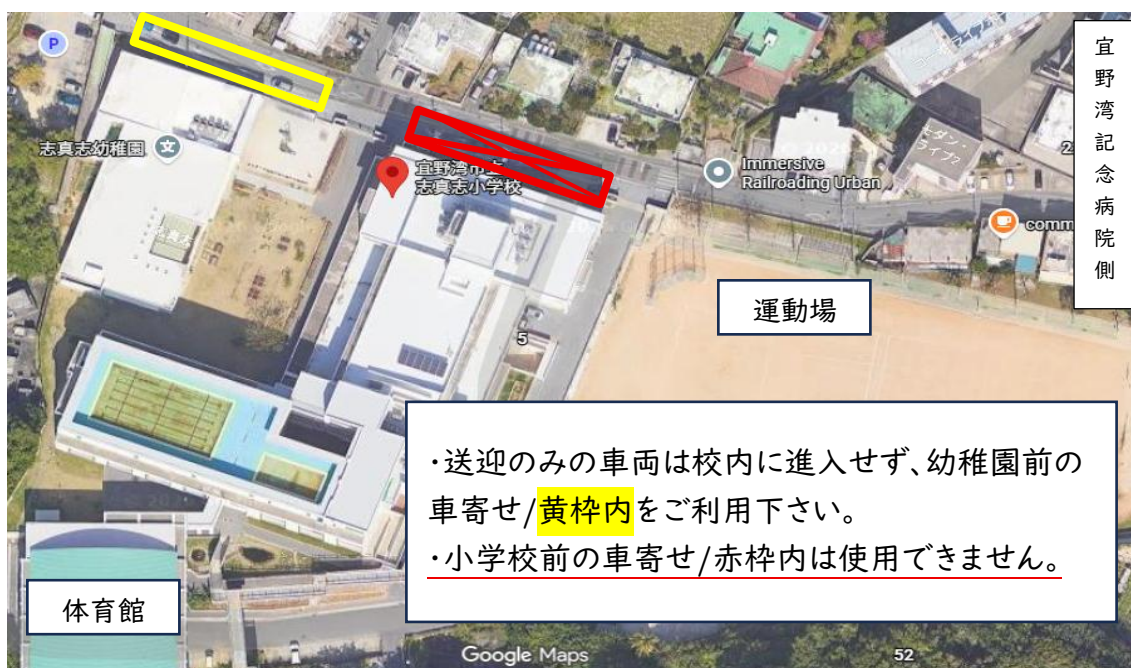 P
宜野湾記念病院側
志真志幼稚園
宜野湾市立
志真志小学校
Immersive
Railroading Urban
comm
5
運動場
・送迎のみの車両は校内に進入せず、幼稚園前の
車寄せ/黄枠内をご利用下さい。
・小学校前の車寄せ/赤枠内は使用できません。
体育館
Google Maps
52